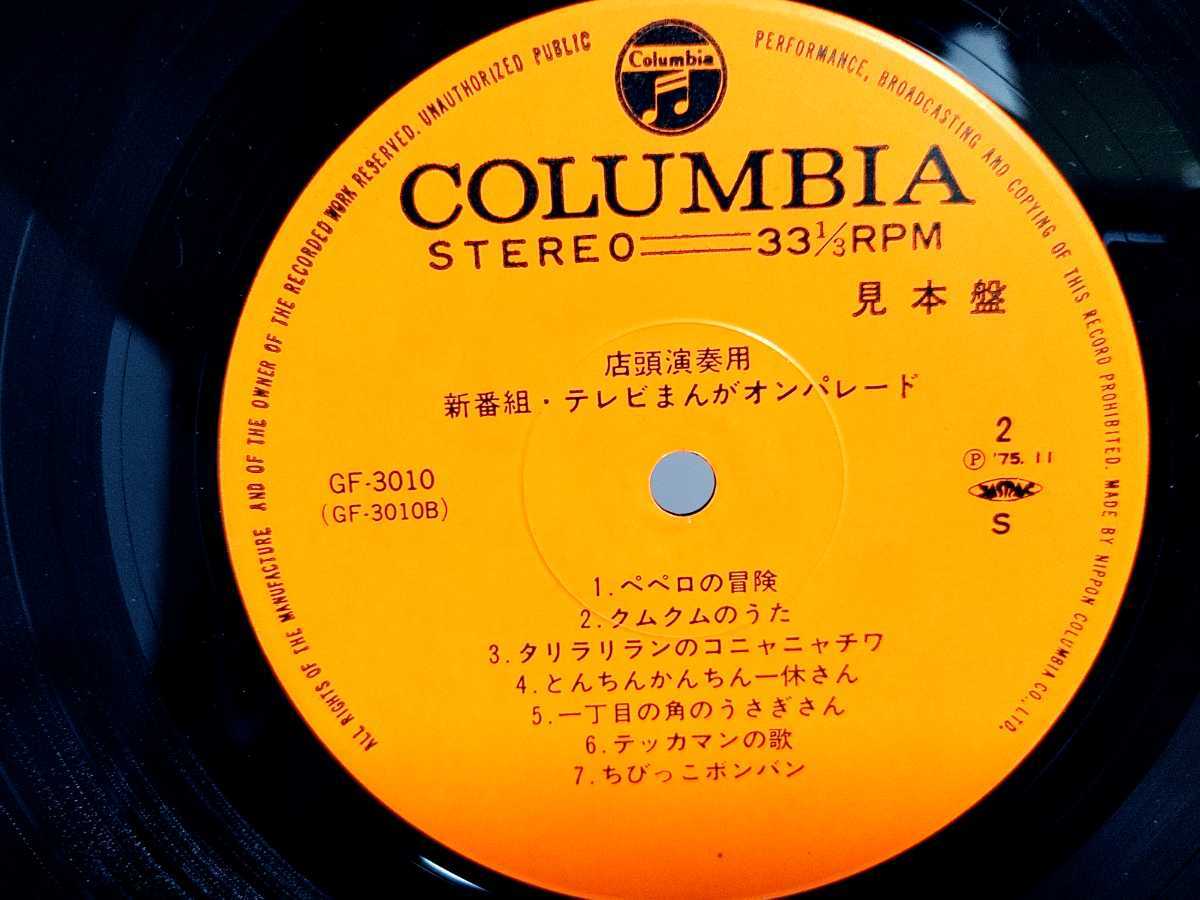 Columbia
COLUMBIA
STEREO 33⅓RPM
見本盤
店頭演奏用
新番組・テレビまんがオンパレード
2
Ⓟ '75. 11
GF-3010
(GF-3010B)
S
1.ペペロの冒険
2.クムクムのうた
3.タリラリランのコニャニャチワ
4.とんちんかんちん一休さん
5.一丁目の角のうさぎさん
6.テッカマンの歌
7.ちびっこポンパン
ALL RIGHTS OF THE MANUFACTURE AND OF THE OWNER OF THE RECORDED WORK RESERVED. UNAUTHORIZED PUBLIC PERFORMANCE, BROADCASTING AND COPYING OF THIS RECORD PROHIBITED. MADE BY NIPPON COLUMBIA CO., LTD.